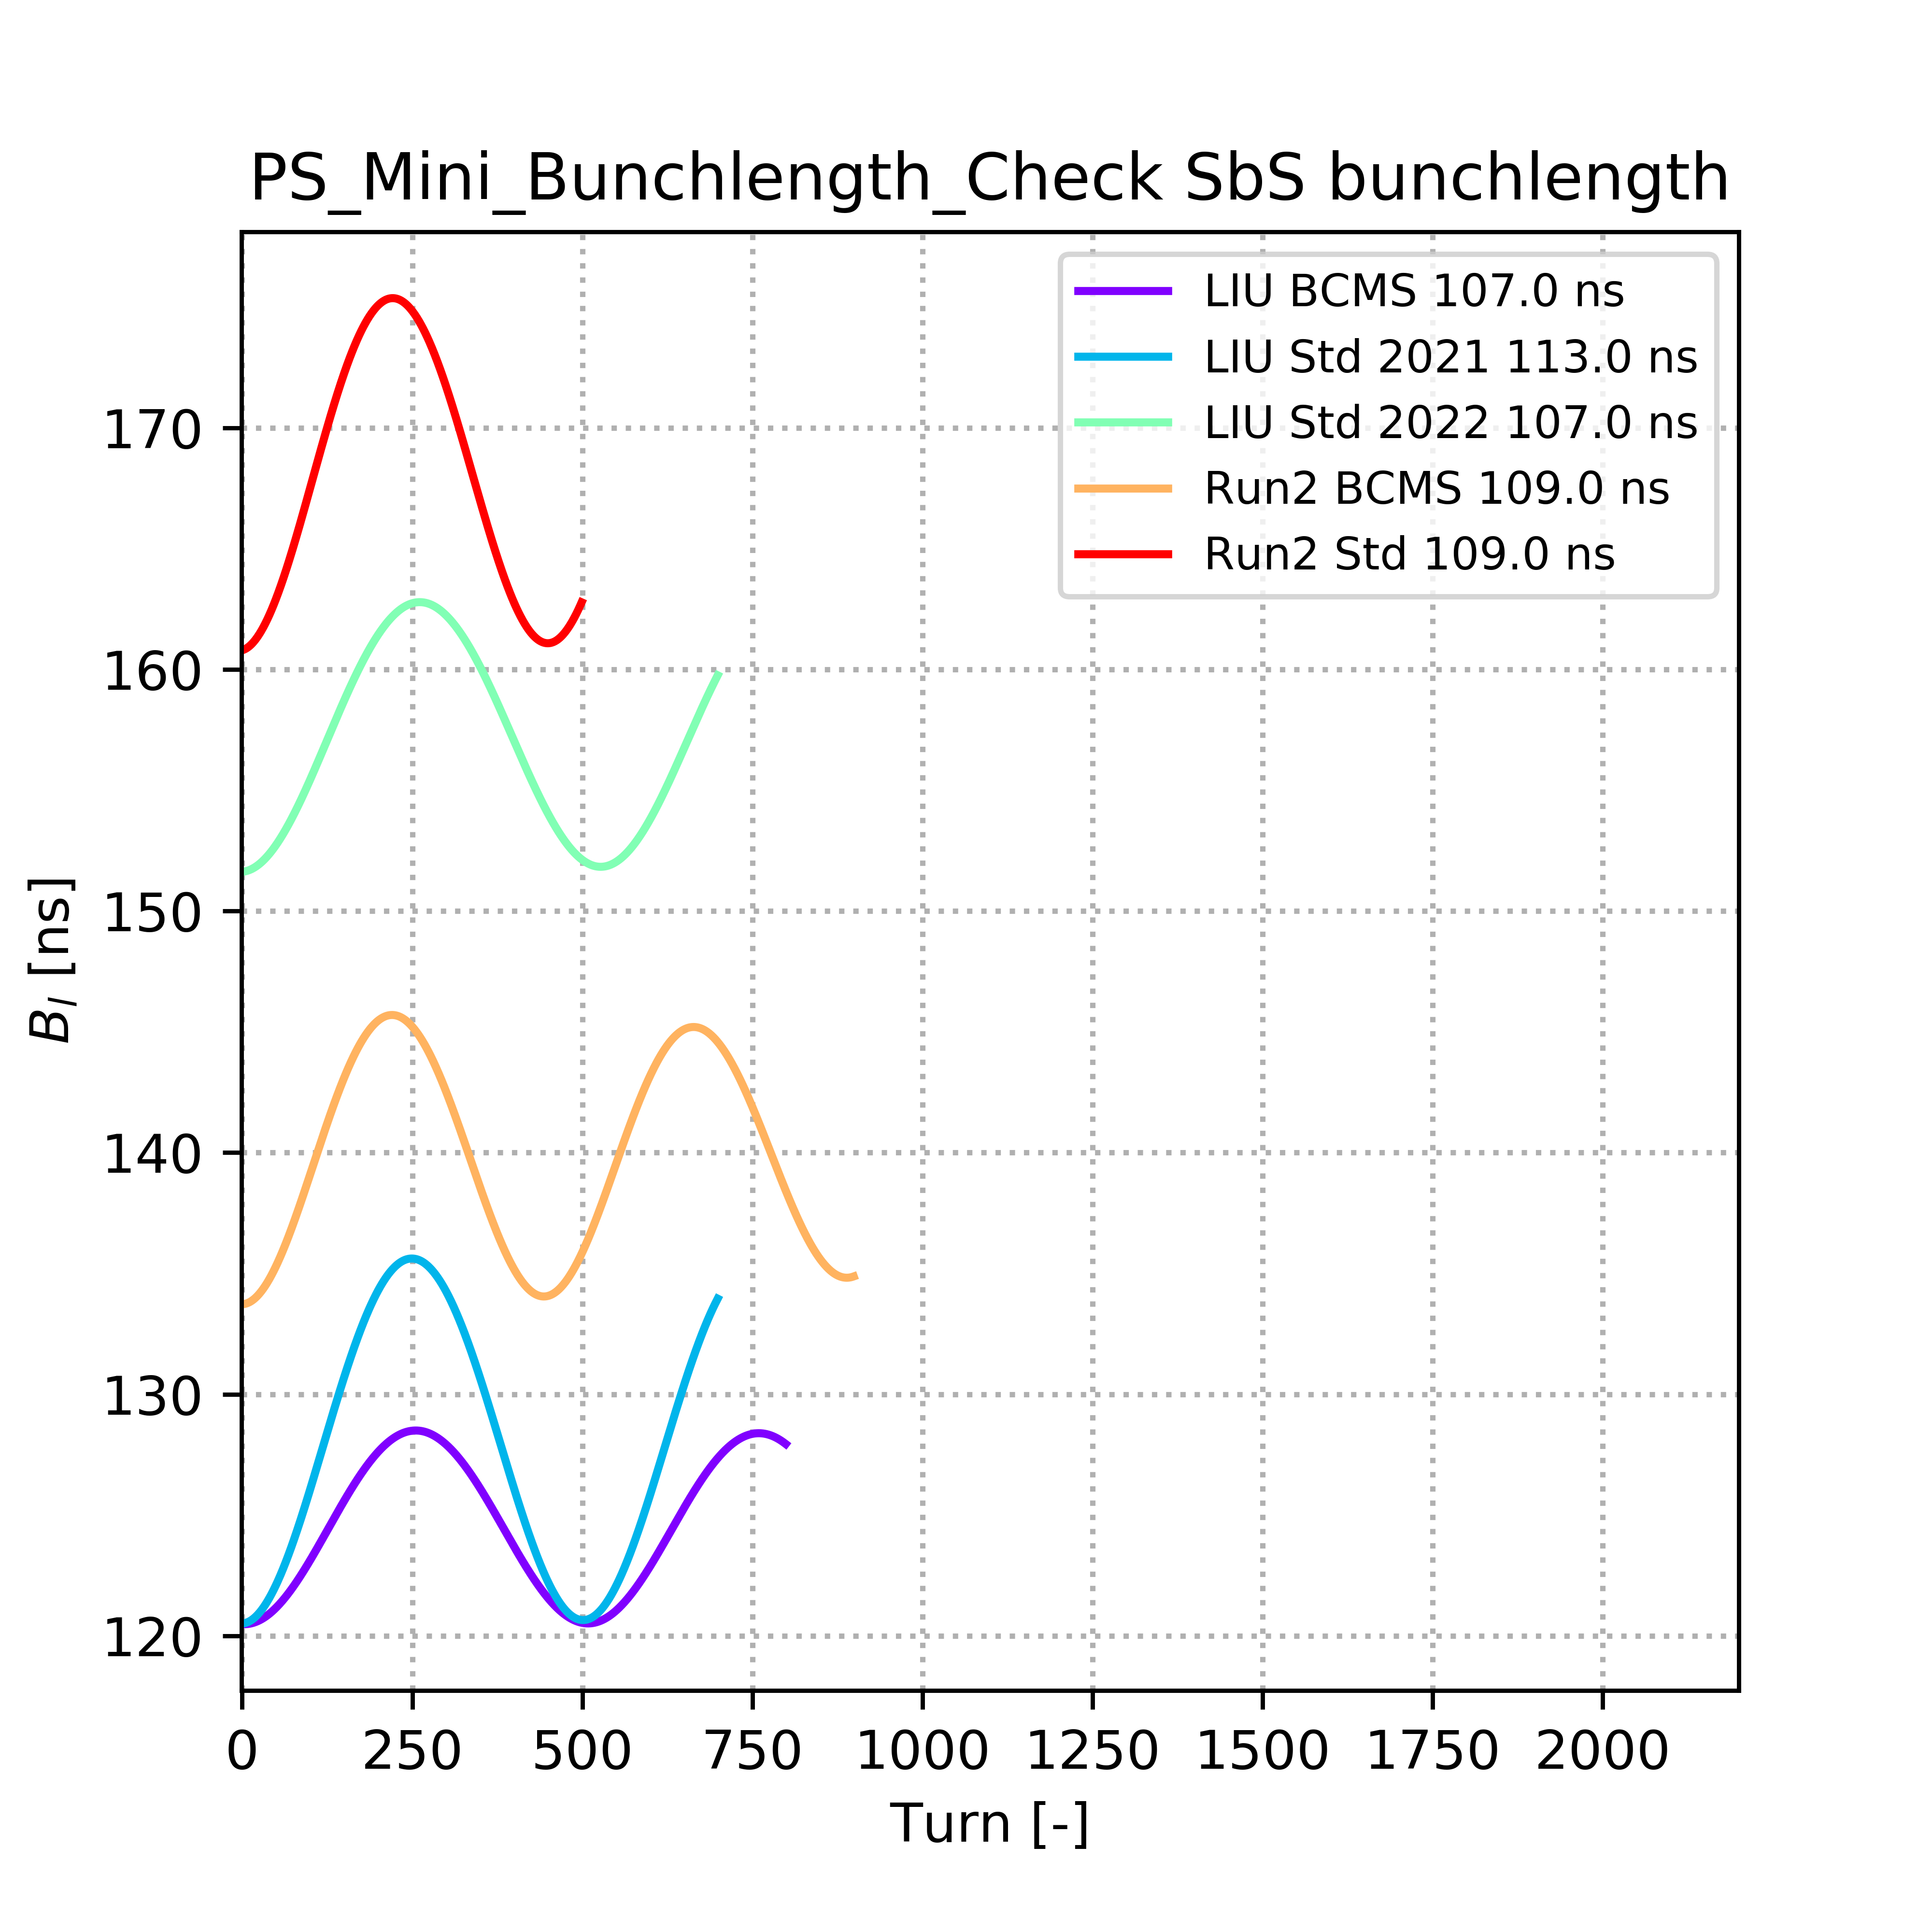 PS_Mini_Bunchlength_Check SbS bunchlength
LIU BCMS 107.0 ns
LIU Std 2021 113.0 ns
LIU Std 2022 107.0 ns
Run2 BCMS 109.0 ns
Run2 Std 109.0 ns
170
160
150
140
130
120
B_l [ns]
0 250 500 750 1000 1250 1500 1750 2000
Turn [-]